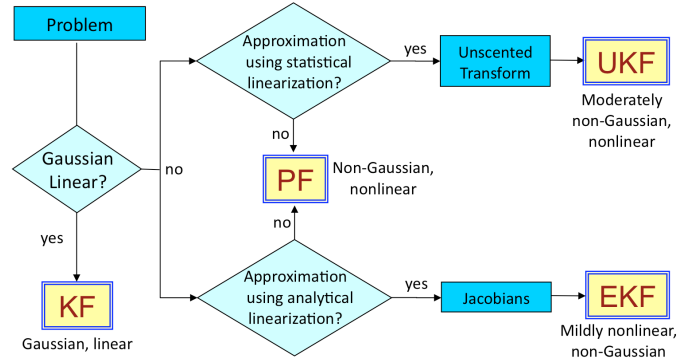 Problem
Approximation
using statistical
linearization?
yes
Unscented
Transform
UKF
Moderately
non-Gaussian,
nonlinear
no
Gaussian
Linear?
no
PF
Non-Gaussian,
nonlinear
no
yes
KF
Gaussian, linear
Approximation
using analytical
linearization?
yes
Jacobians
EKF
Mildly nonlinear,
non-Gaussian